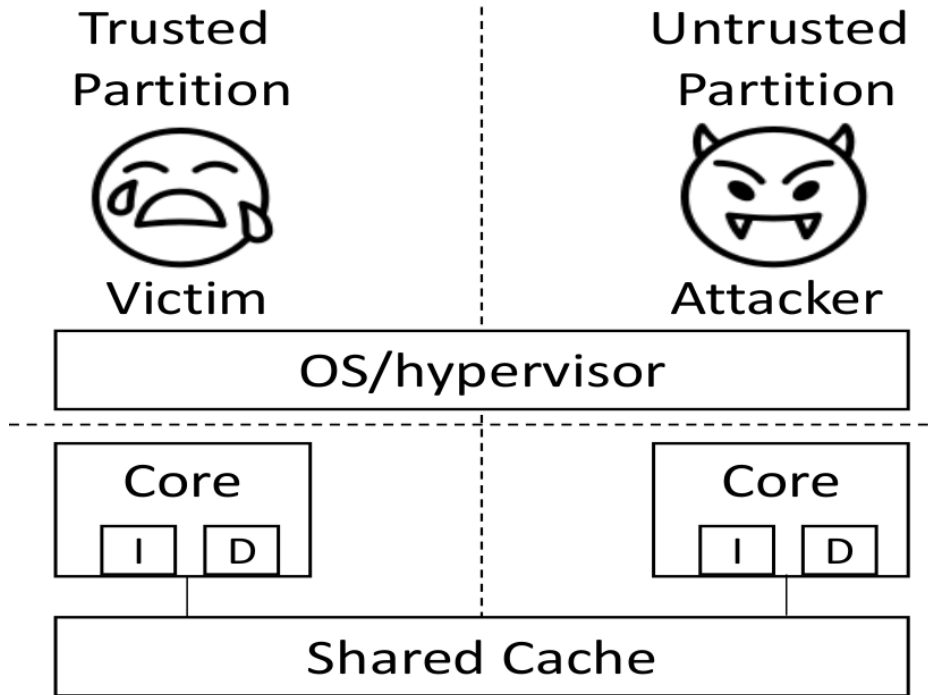 Trusted
Partition
Untrusted
Partition
Victim
Attacker
OS/hypervisor
Core
I D
Core
I D
Shared Cache